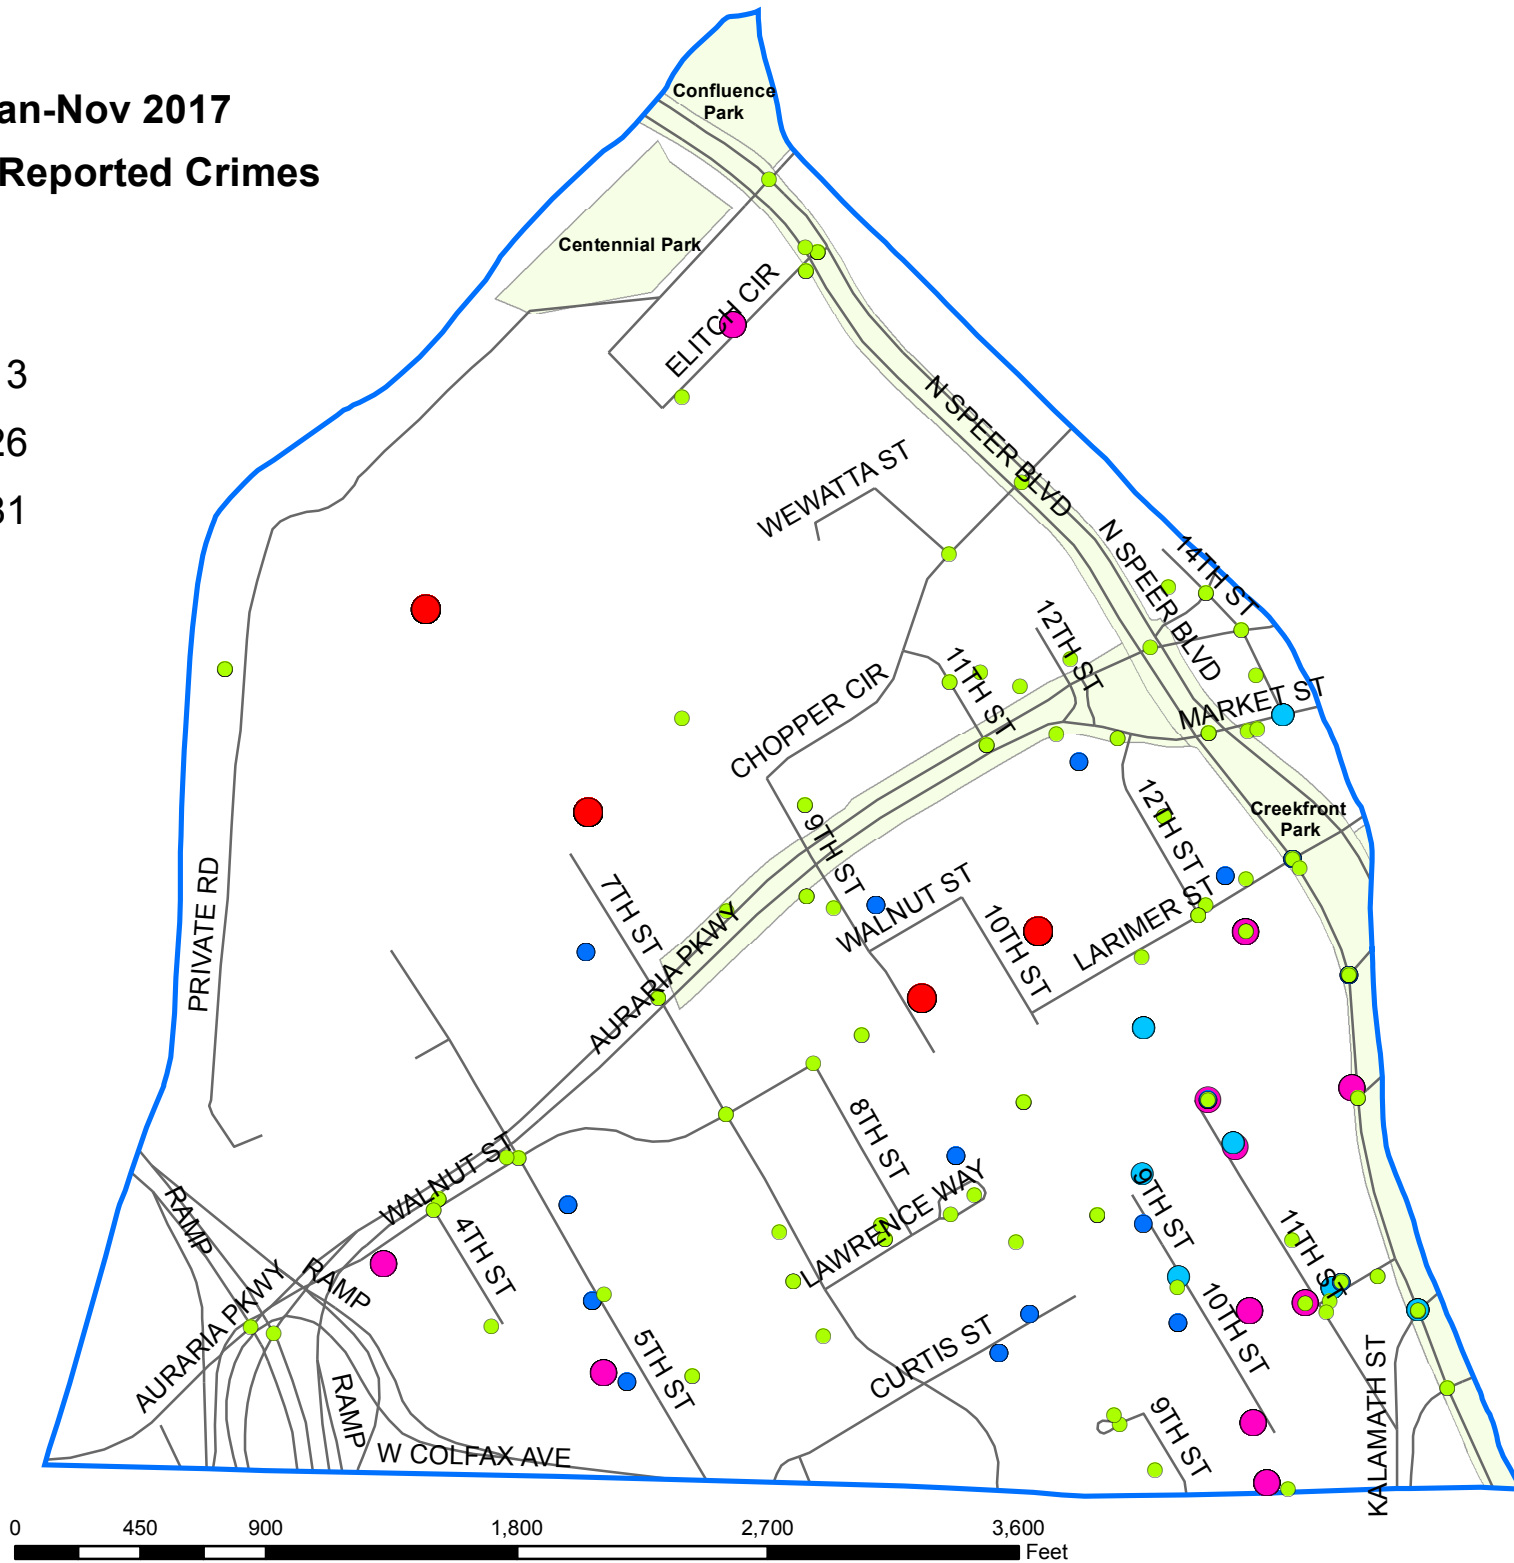 an-Nov 2017
Reported Crimes
3
26
31
Confluence
Park
Centennial Park
ELITCH CIR
N SPEER BLVD
WEWATTA ST
N SPEER BLVD
14TH ST
12TH ST
11TH ST
CHOPPER CIR
MARKET ST
Creekfront
Park
12TH ST
9TH ST
7TH ST
WALNUT ST
10TH ST
LARIMER ST
PRIVATE RD
AURARIA PKWY
8TH ST
WALNUT ST
LAWRENCE WAY
9TH ST
RAMP
4TH ST
11TH ST
RAMP
AURARIA PKWY
10TH ST
5TH ST
CURTIS ST
KALAMATH ST
RAMP
9TH ST
W COLFAX AVE
0 450 900 1,800 2,700 3,600
Feet